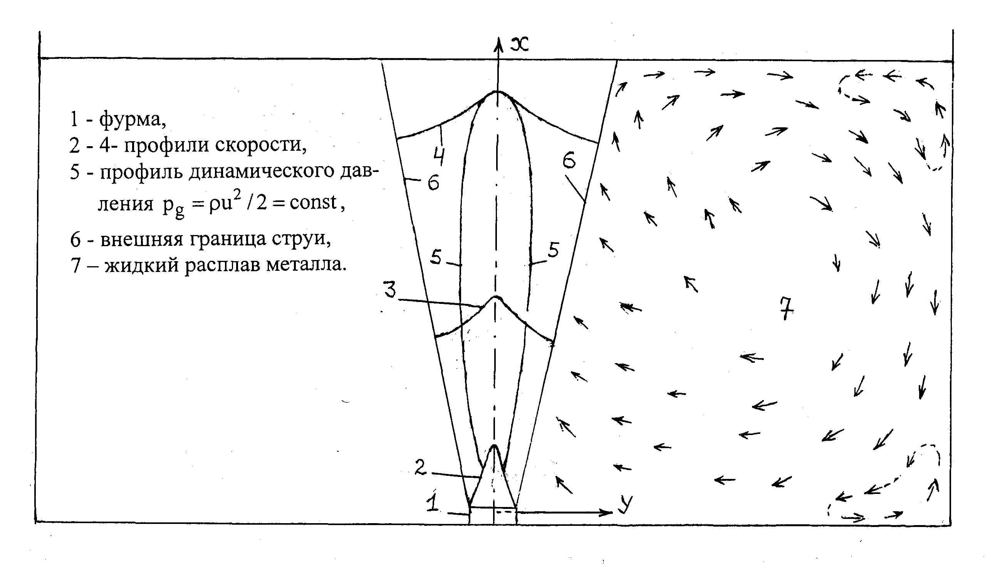 x
1 - фурма,
2 - 4- профили скорости,
5 - профиль динамического дав-
ления p_g = ρu² / 2 = const,
6 - внешняя граница струи,
7 – жидкий расплав металла.
4
6
6
5
5
3
7
2
1
y